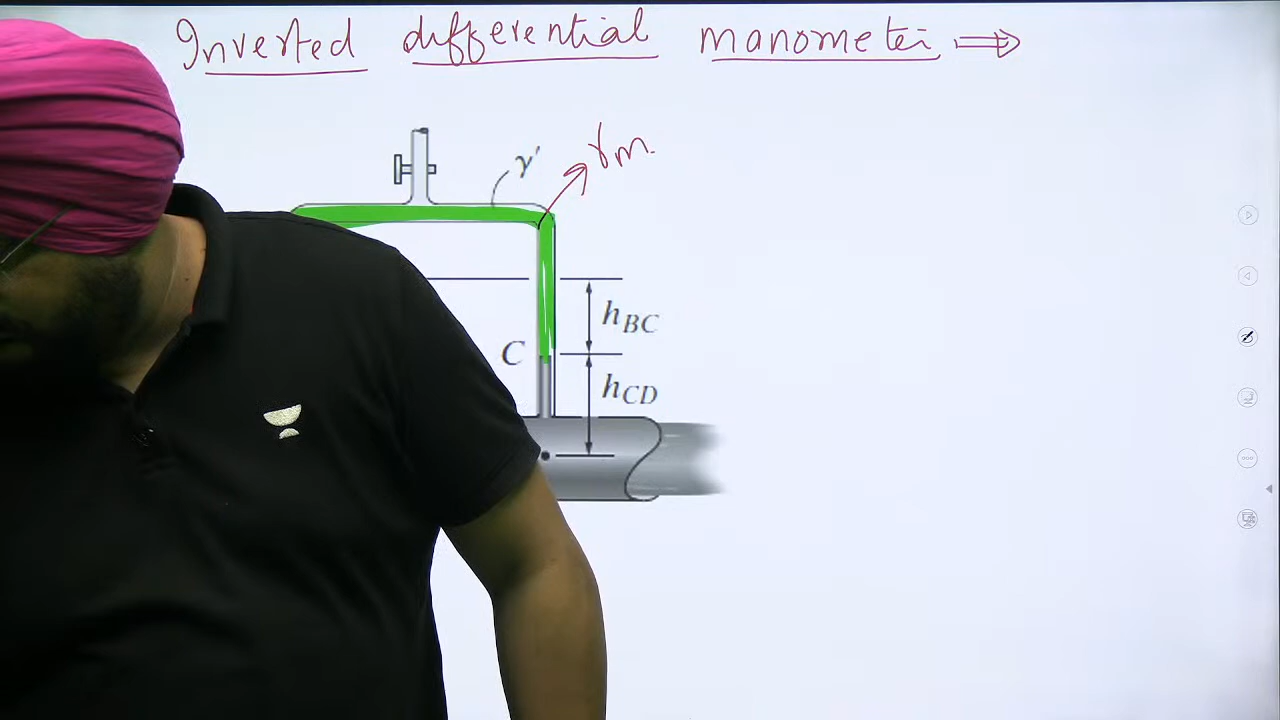 Inverted differential manometer ⇒
γ' γm.
hBC
C
hCD